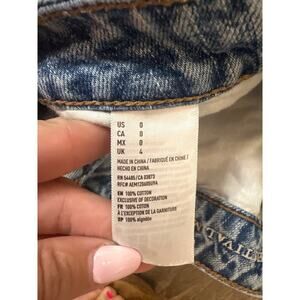 US 0
CA 0
MX 0
UK 4
MADE IN CHINA / FABRIQUÉ EN CHINE /
HECHO EN CHINA
RN 54485/CA 03873
EN 100% COTTON
EXCLUSIVE OF DECORATION
FR 100% COTON
À L'EXCEPTION DE LA GARNITURE
SP 100% algodón